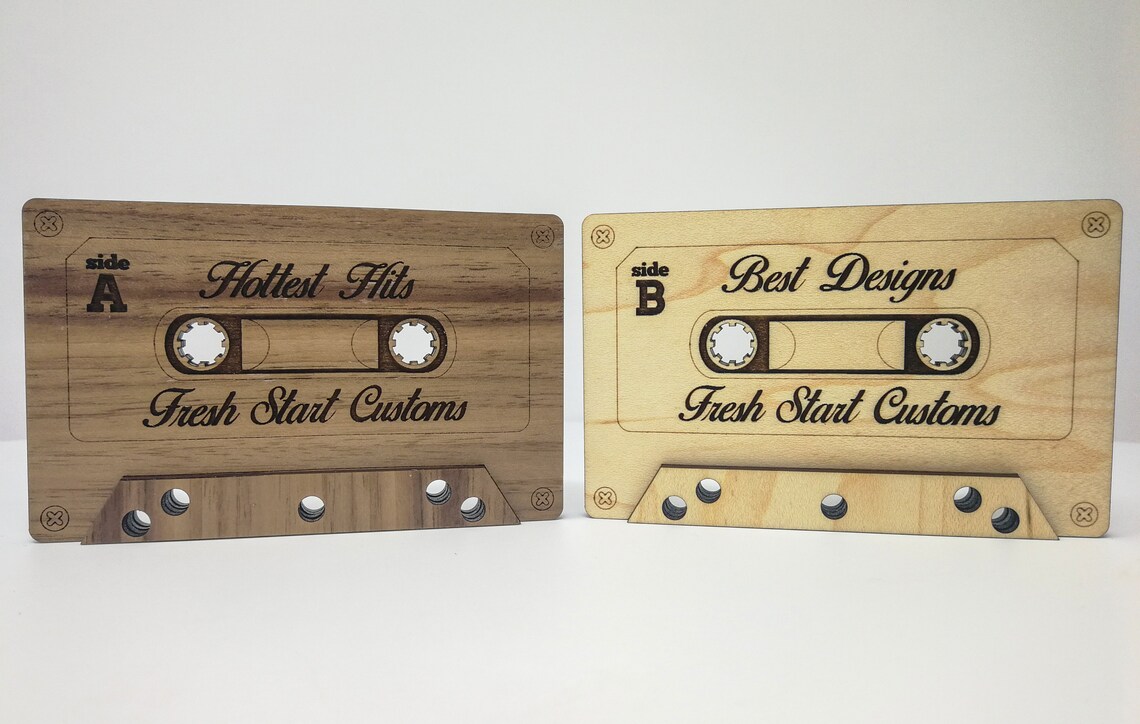 side
A
Hottest Hits
Fresh Start Customs
side
B
Best Designs
Fresh Start Customs